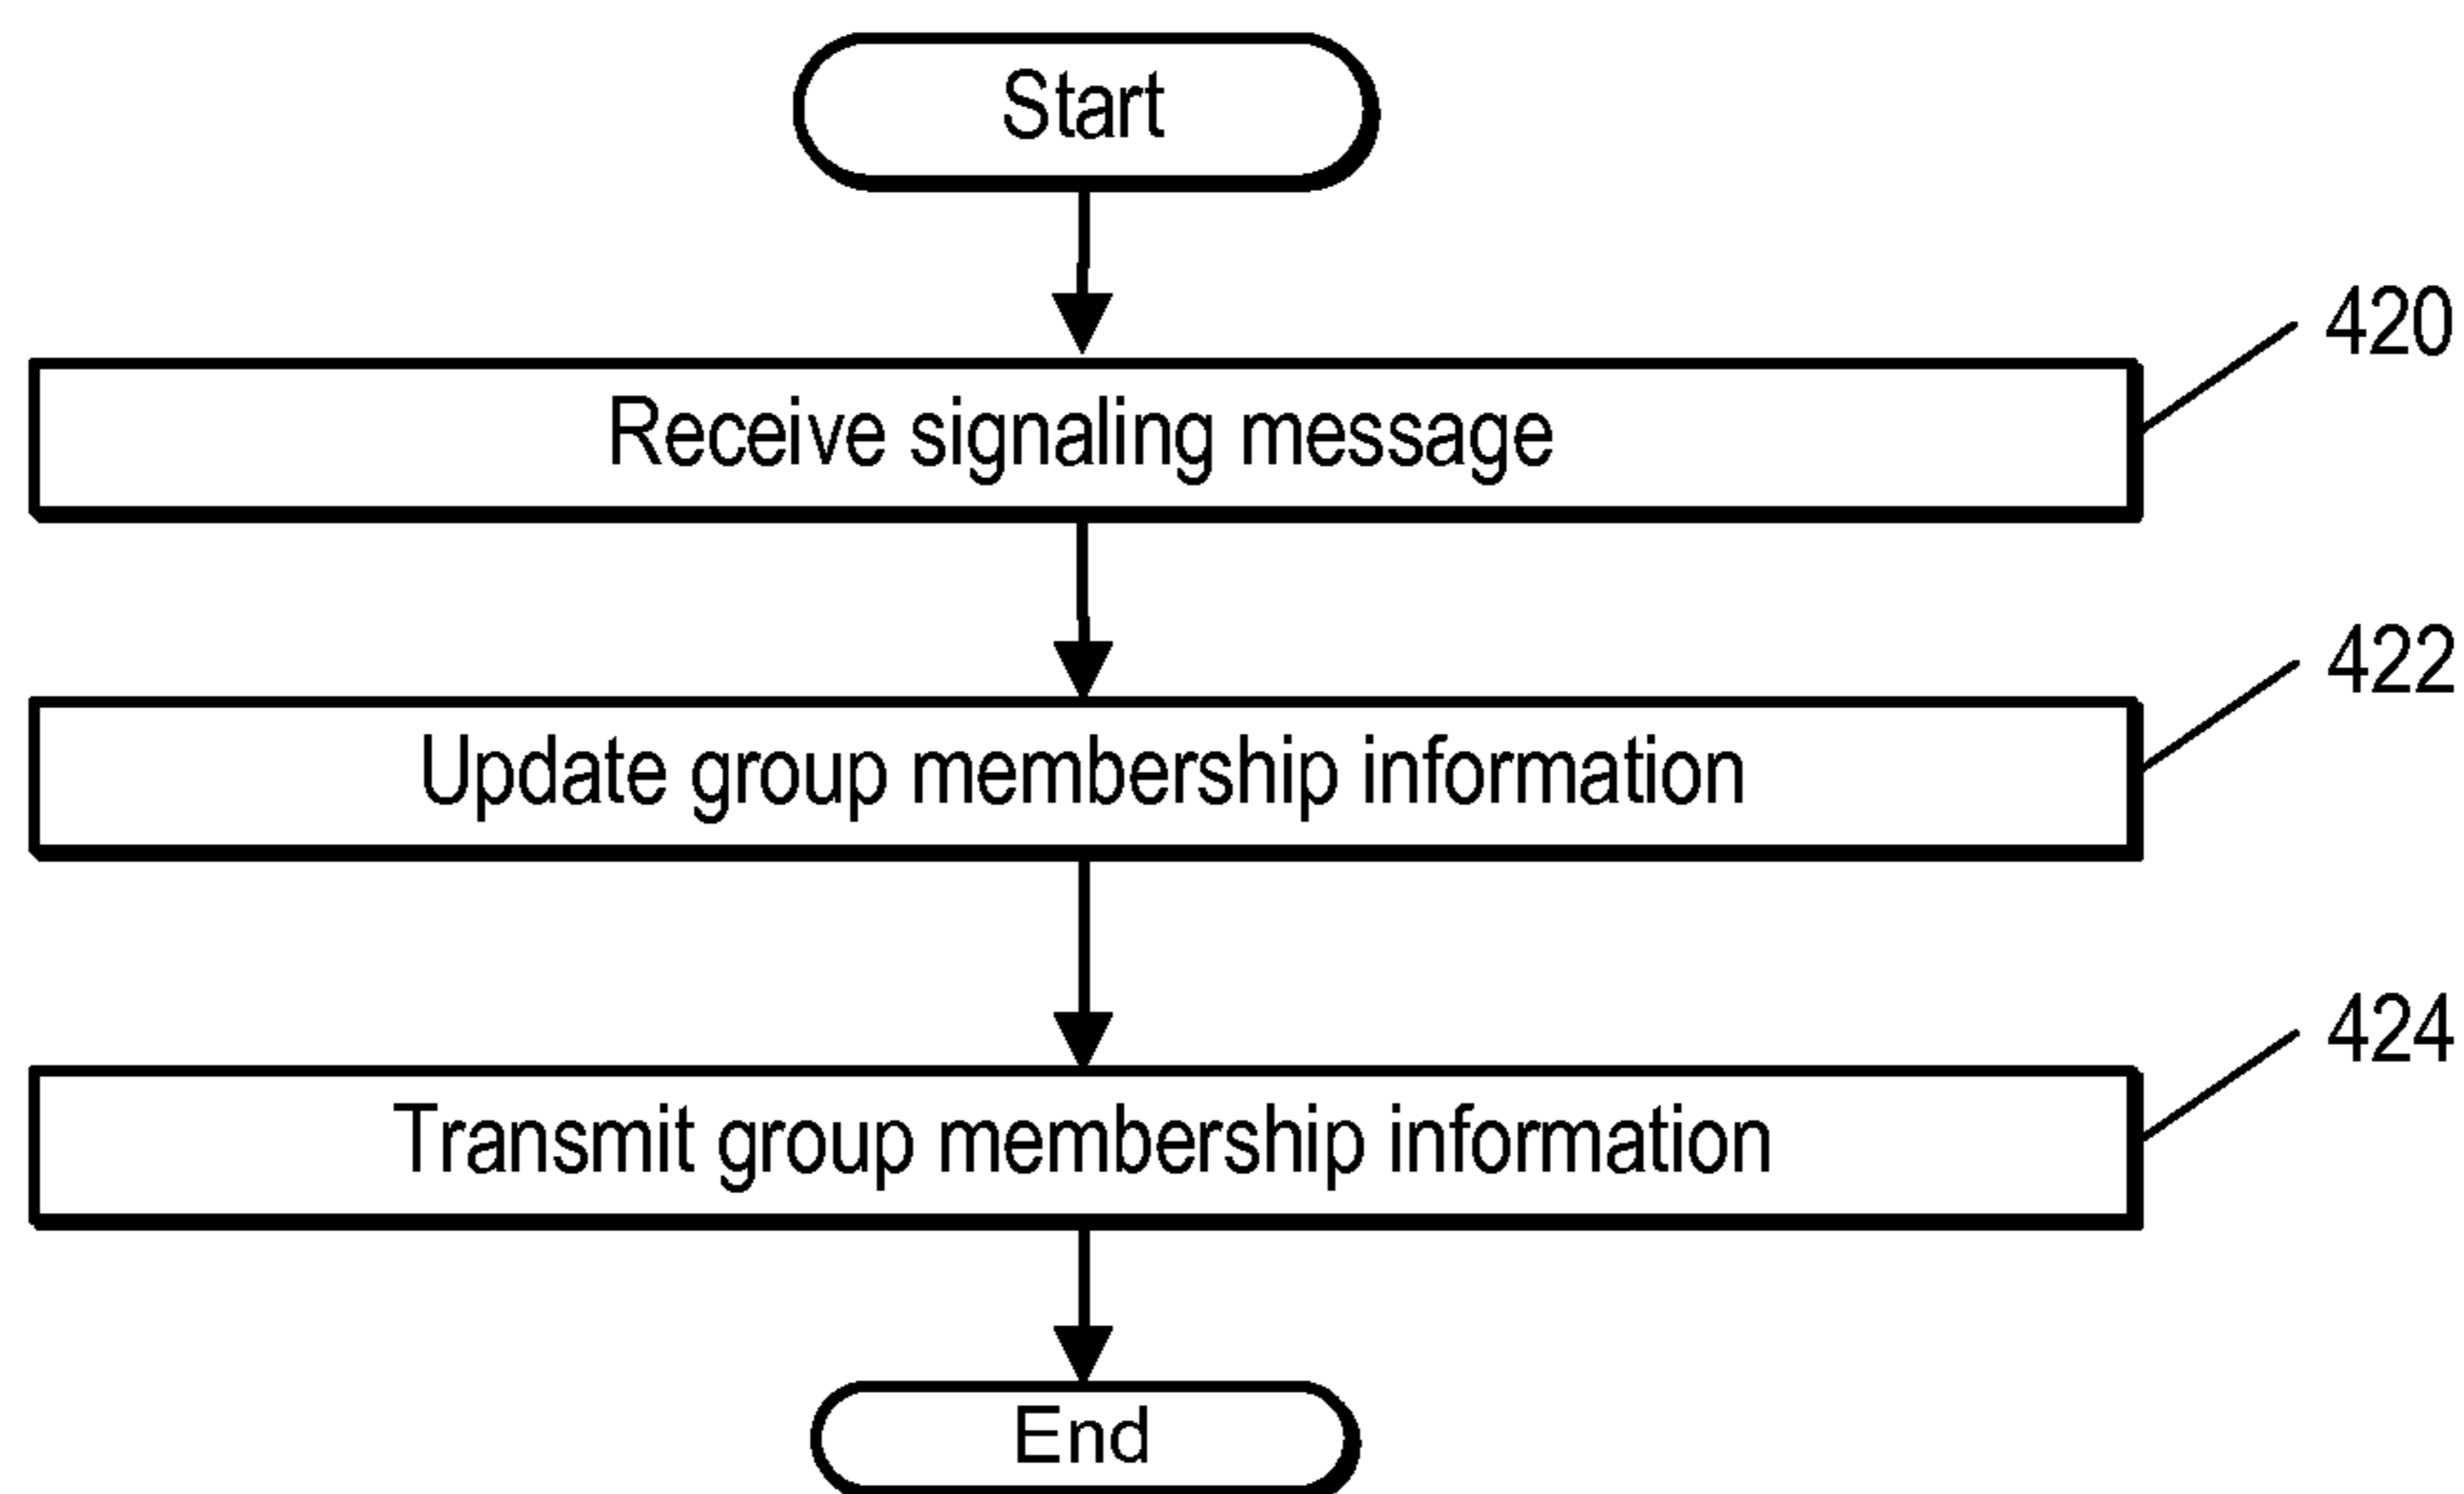 Start
420
Receive signaling message
422
Update group membership information
424
Transmit group membership information
End